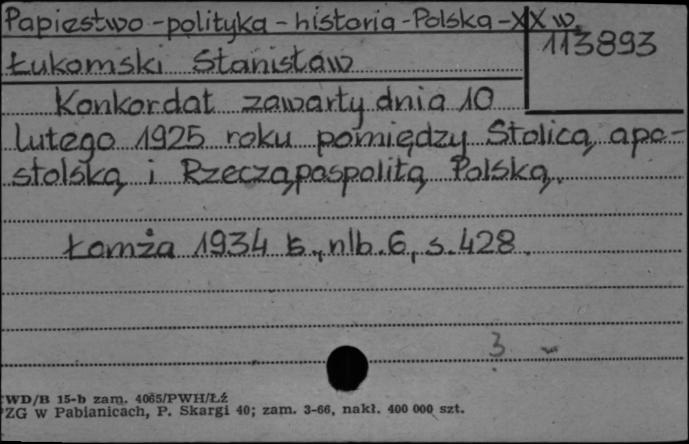 Papiestwo - polityka - historia - Polska - XX w.
113893
Łukomski Stanisław
Konkordat zawarty dnia 10
lutego 1925 roku pomiędzy Stolicą apo-
stolską i Rzecząpospolitą Polską.
Łomża 1934 8., nlb. 6, s. 428.
3
WD/B 15-b zam. 4065/PWH/Łź
PZG w Pabianicach, P. Skargi 40; zam. 3-66, nakł. 400 000 szt.